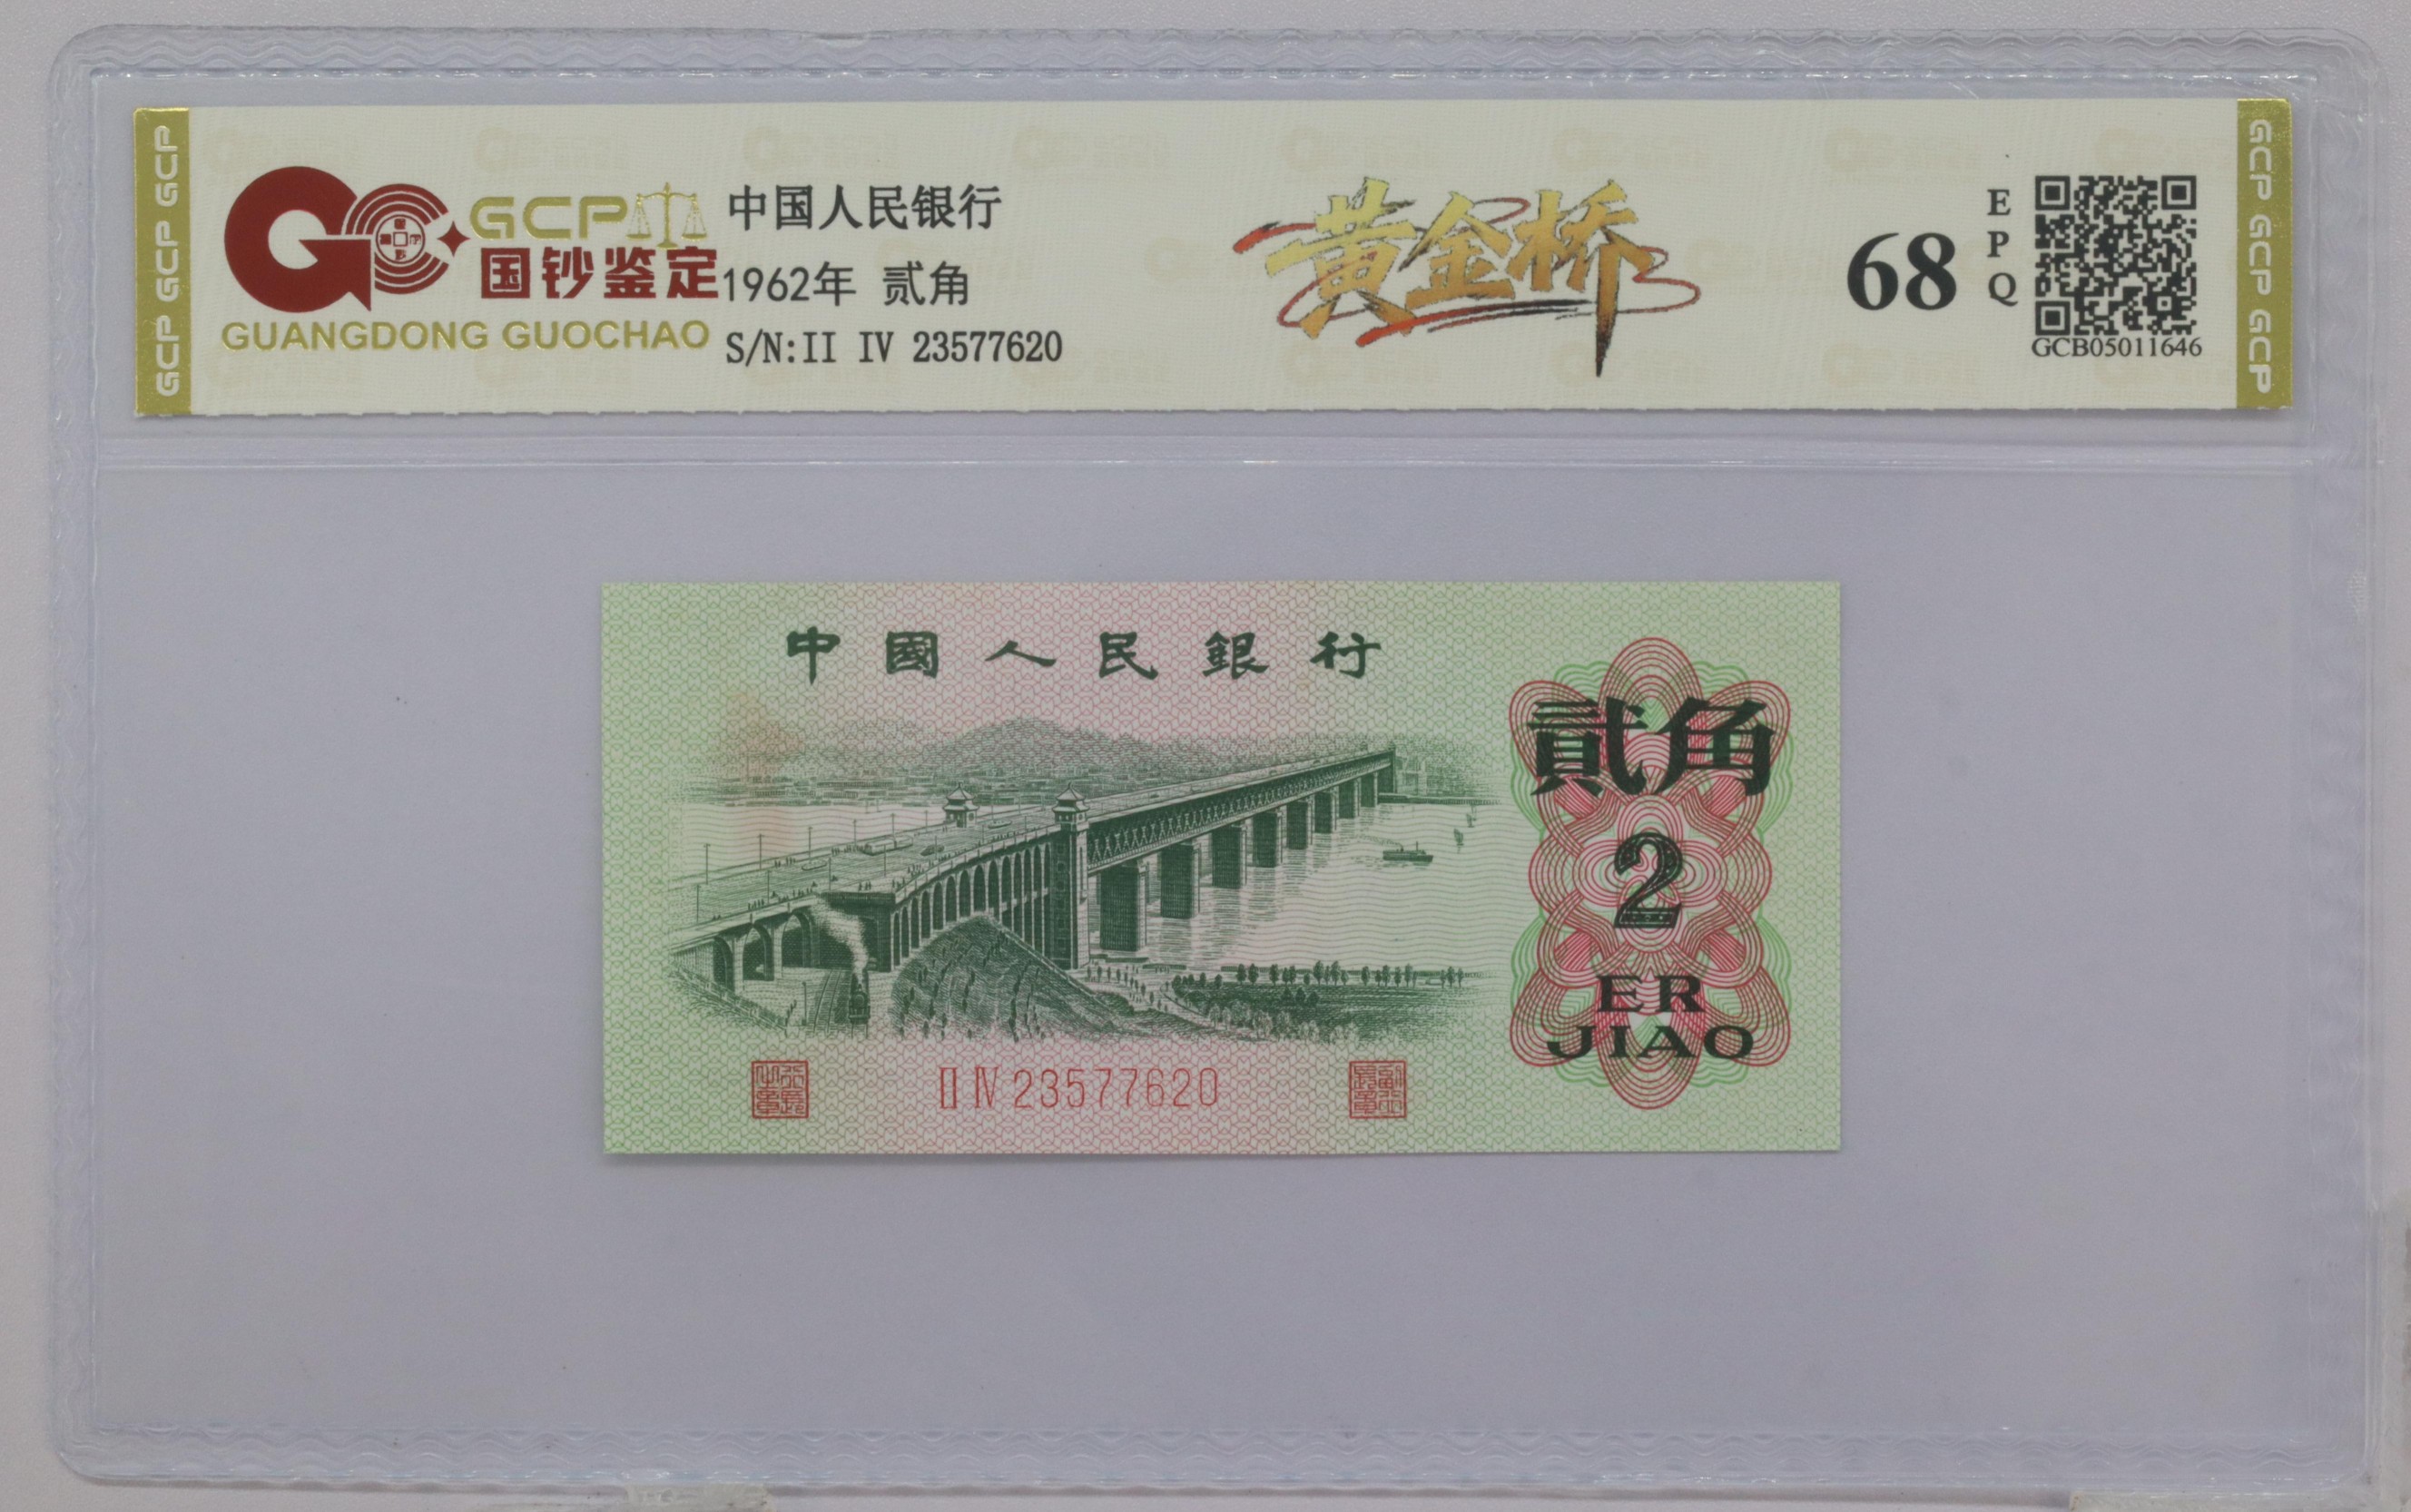 GCP GCP GCP
GCP
国钞鉴定
GUANGDONG GUOCHAO
中国人民银行
1962年 贰角
S/N:II IV 23577620
黄金桥
68
EPQ
GCB05011646
GCP GCP GCP
中國人民銀行
貳角
2
ER
JIAO
II IV 23577620